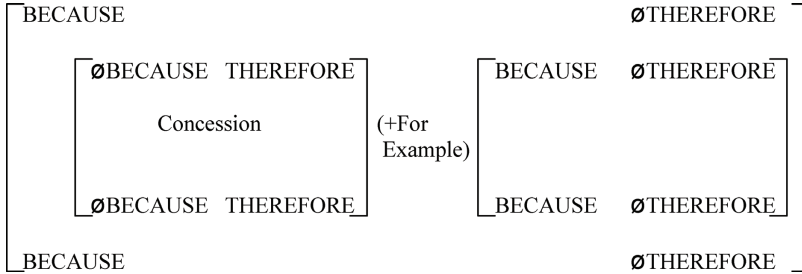 BECAUSE ØTHEREFORE
ØBECAUSE THEREFORE BECAUSE ØTHEREFORE
Concession (+For
Example)
ØBECAUSE THEREFORE BECAUSE ØTHEREFORE
BECAUSE ØTHEREFORE